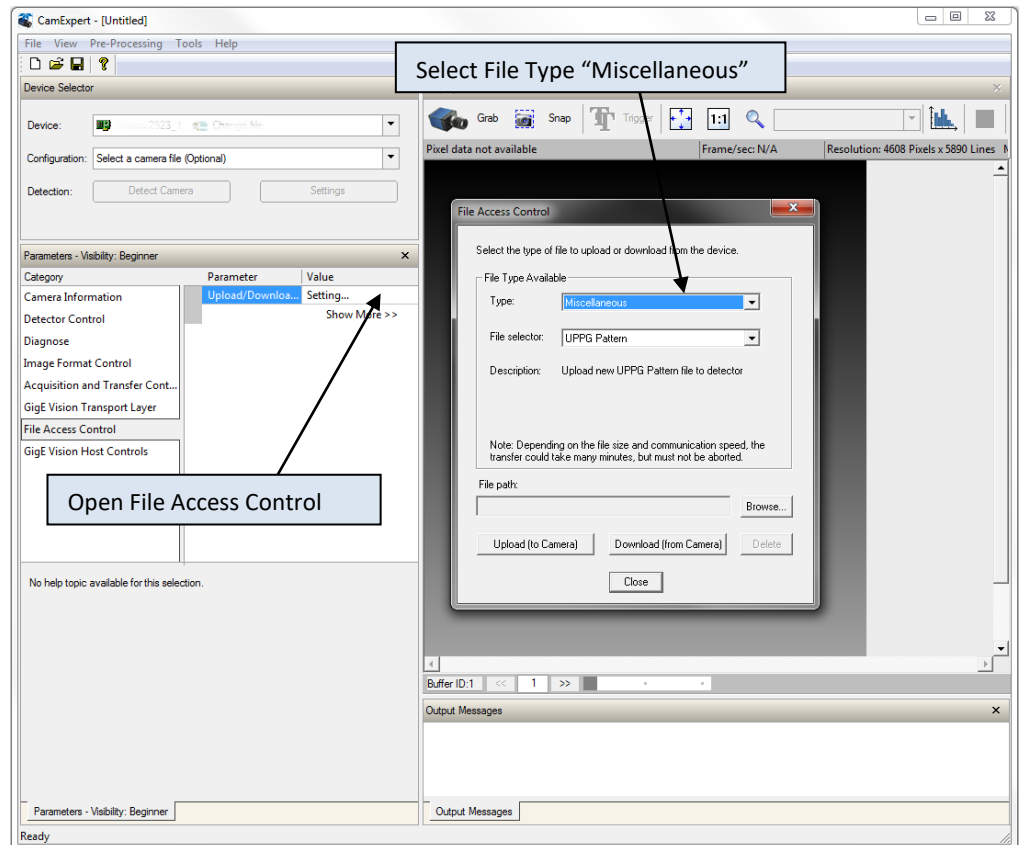 CamExpert - [Untitled]
File View Pre-Processing Tools Help
Select File Type “Miscellaneous”
Device Selector
Device: 2923_1
Configuration: Select a camera file (Optional)
Detection: Detect Camera Settings
Grab Snap Trigger 1:1
Pixel data not available Frame/sec: N/A Resolution: 4608 Pixels x 5890 Lines
Parameters - Visibility: Beginner
Category Parameter Value
Camera Information Upload/Downloa... Setting...
Detector Control Show More >>
Diagnose
Image Format Control
Acquisition and Transfer Cont...
GigE Vision Transport Layer
File Access Control
GigE Vision Host Controls
Open File Access Control
No help topic available for this selection.
File Access Control
Select the type of file to upload or download from the device.
File Type Available
Type: Miscellaneous
File selector: UPPG Pattern
Description: Upload new UPPG Pattern file to detector
Note: Depending on the file size and communication speed, the
transfer could take many minutes, but must not be aborted.
File path:
Browse...
Upload (to Camera) Download (from Camera) Delete
Close
Buffer ID:1 << 1 >>
Output Messages
Parameters - Visibility: Beginner
Output Messages
Ready